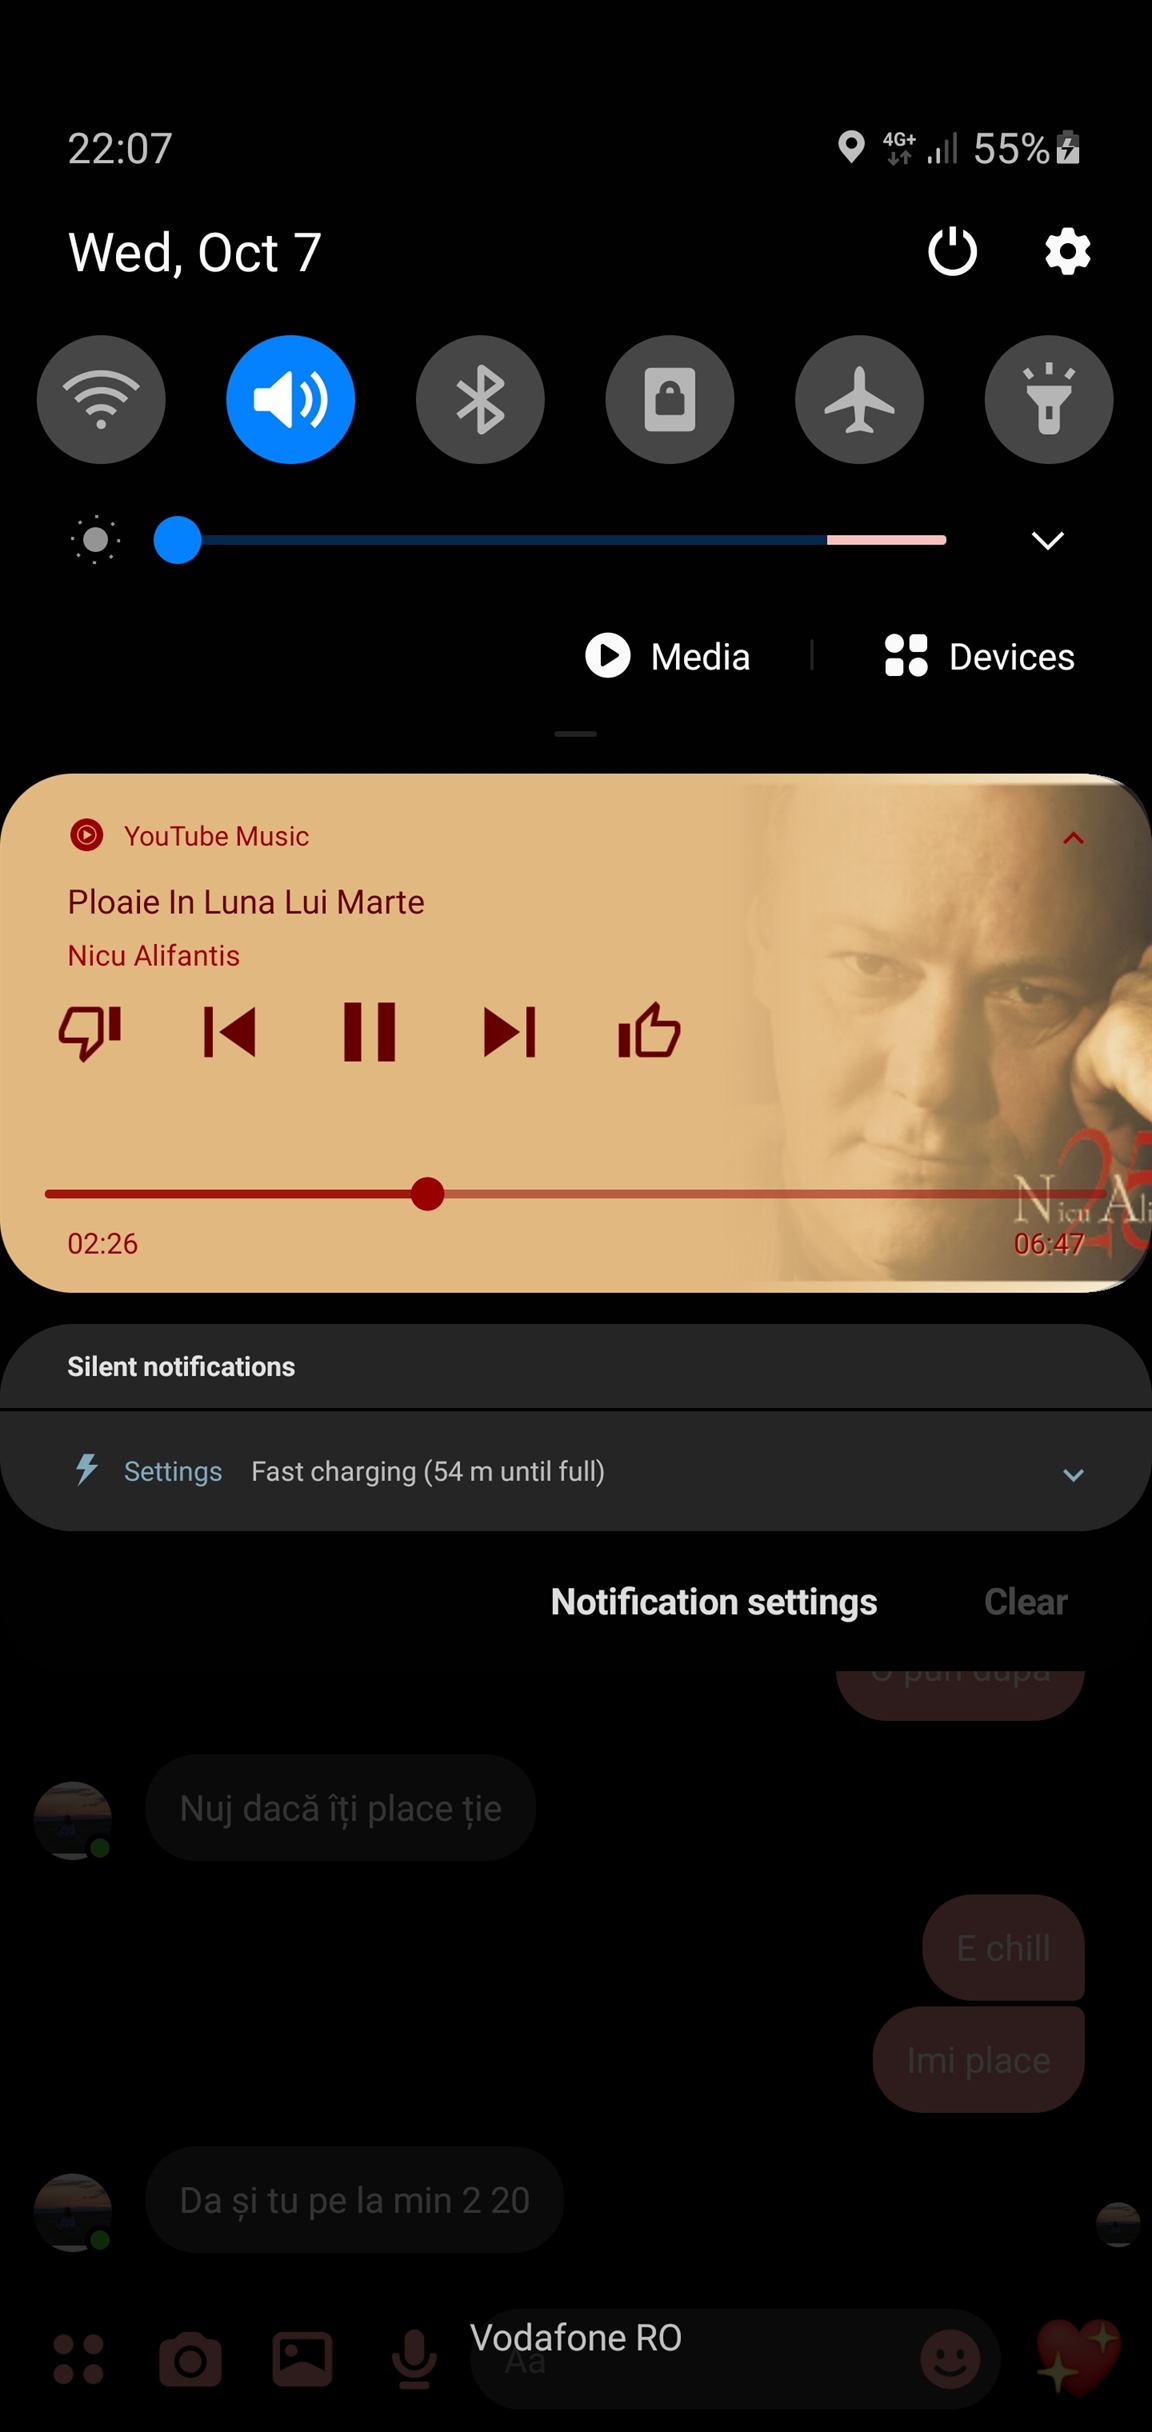 22:07
4G+
55%
Wed, Oct 7
Media
Devices
YouTube Music
Ploaie In Luna Lui Marte
Nicu Alifantis
25
Nicu Ali
02:26
06:47
Silent notifications
Settings Fast charging (54 m until full)
Notification settings
Clear
O pun după
Nuj dacă îți place ție
E chill
Imi place
Da și tu pe la min 2 20
Vodafone RO
Aa